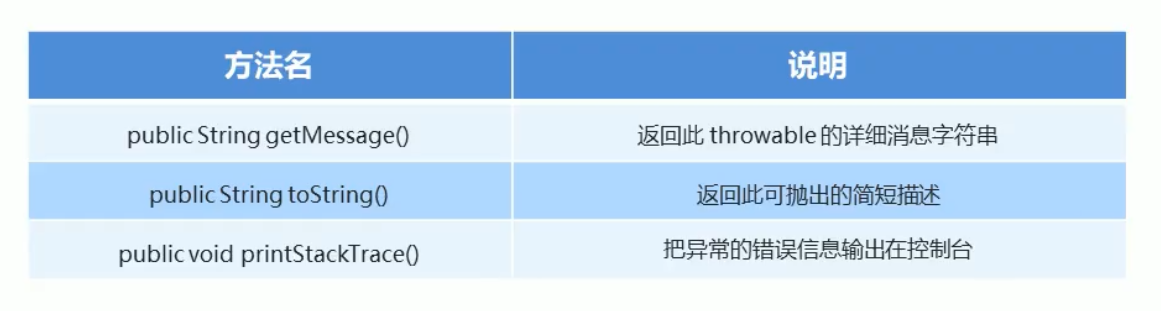 方法名 说明
public String getMessage() 返回此 throwable 的详细消息字符串
public String toString() 返回此可抛出的简短描述
public void printStackTrace() 把异常的错误信息输出在控制台